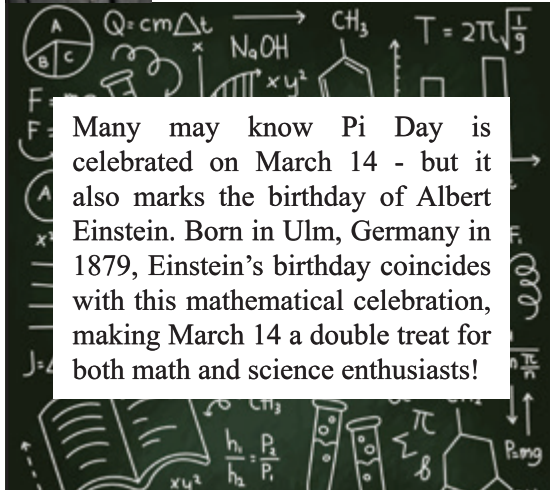 A
B
C
Q=cmΔt
NaOH
CH₃
xy²
F=
F=
A
Many may know Pi Day is
celebrated on March 14 - but it
also marks the birthday of Albert
Einstein. Born in Ulm, Germany in
1879, Einstein’s birthday coincides
with this mathematical celebration,
making March 14 a double treat for
both math and science enthusiasts!
CH₃
h₁/h₂ = P₂/P₁
xy²
π
Σ
P=mg